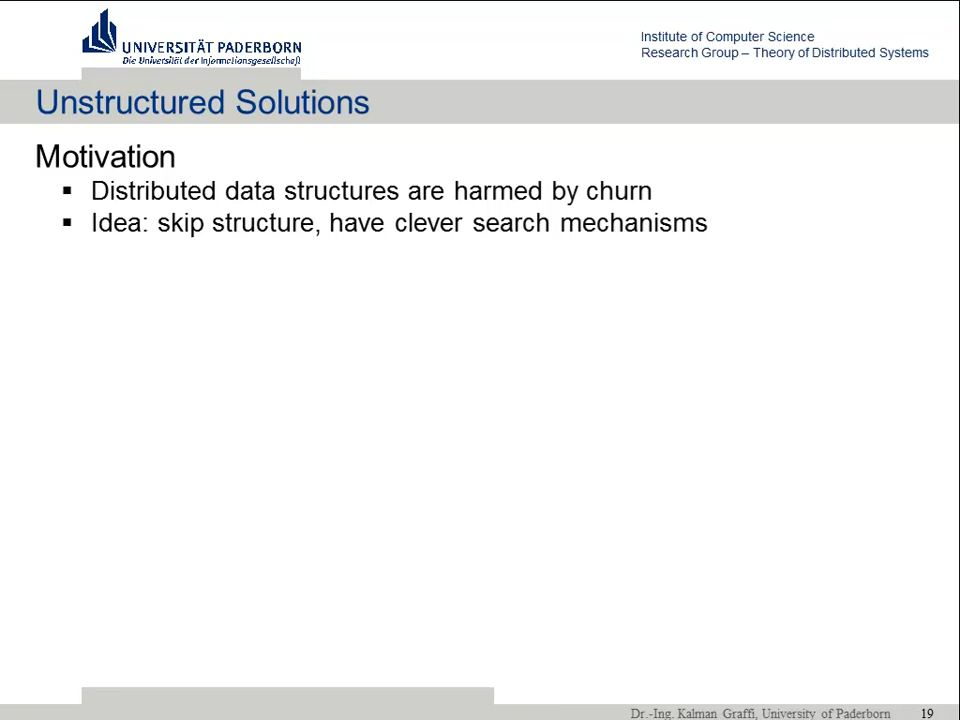 UNIVERSITÄT PADERBORN
Die Universität der Informationsgesellschaft
Institute of Computer Science
Research Group – Theory of Distributed Systems
Unstructured Solutions
Motivation
▪ Distributed data structures are harmed by churn
▪ Idea: skip structure, have clever search mechanisms
Dr.-Ing. Kalman Graffi, University of Paderborn 19